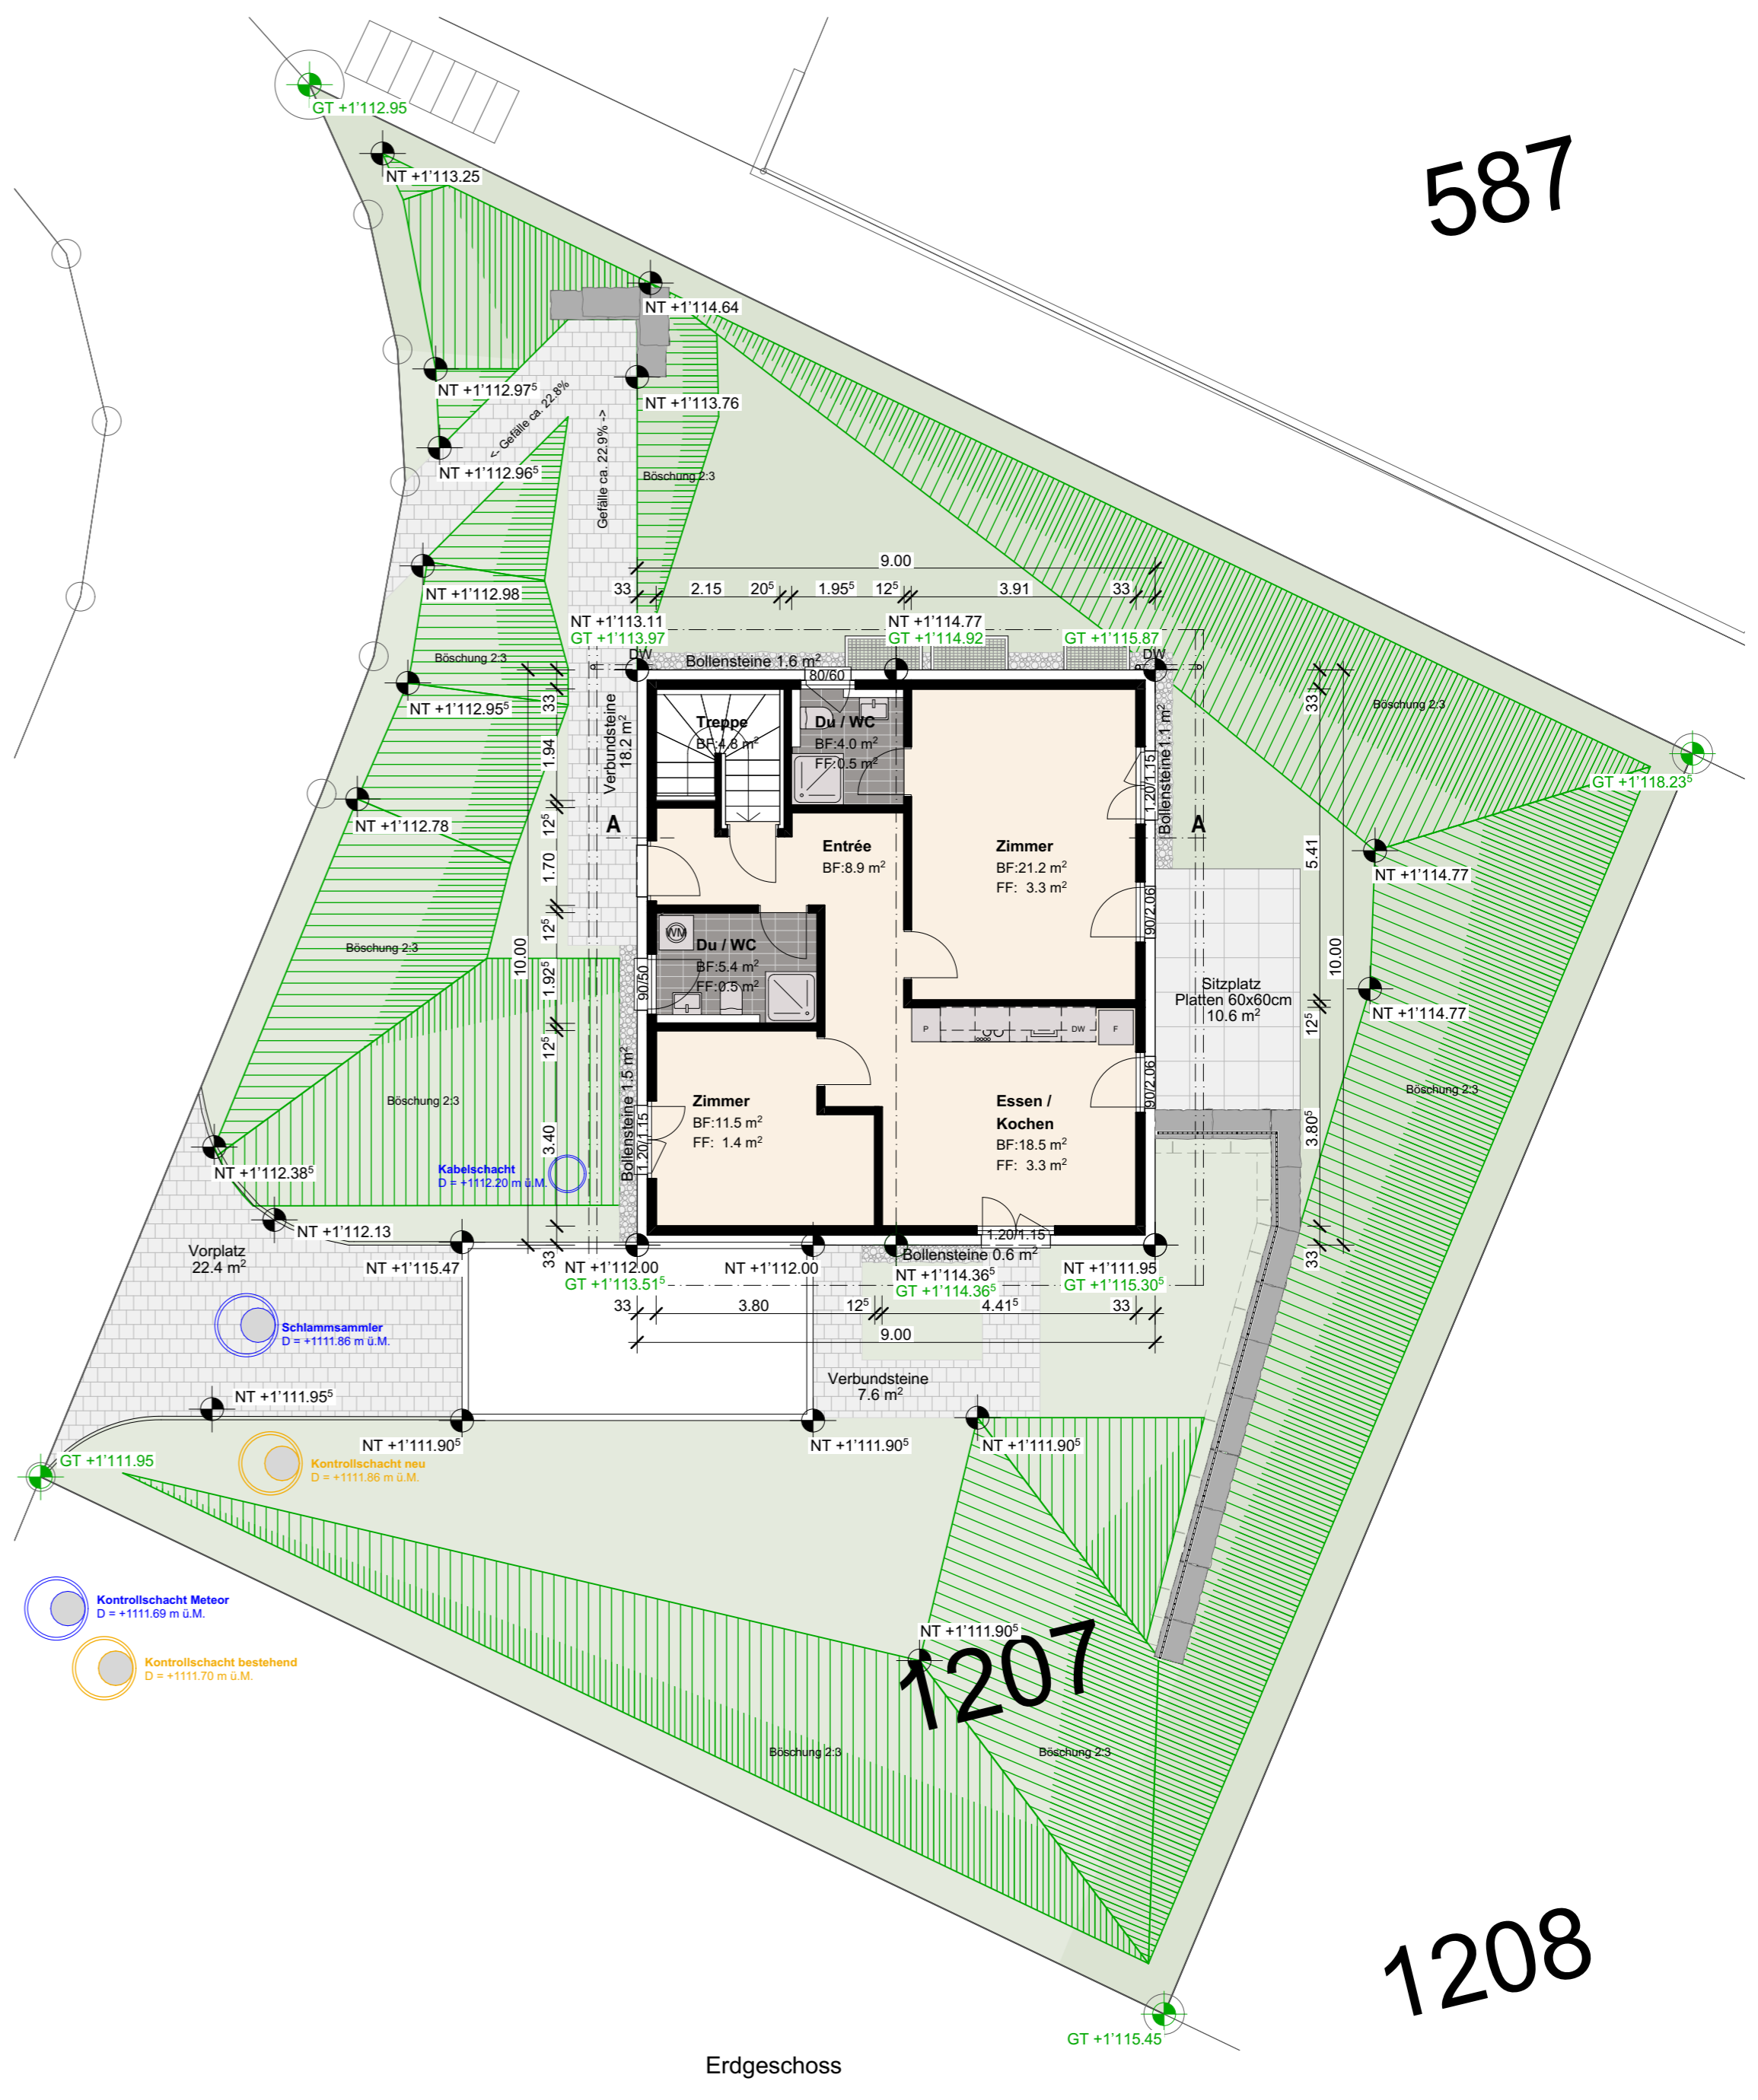 587
GT +1'112.95
NT +1'113.25
NT +1'114.64
NT +1'112.97⁵
NT +1'113.76
<- Gefälle ca. 22.8%
Gefälle ca. 22.9% ->
NT +1'112.96⁵
Böschung 2:3
9.00
33
2.15
20⁵
1.95⁵
12⁵
3.91
33
NT +1'112.98
NT +1'113.11
GT +1'113.97
NT +1'114.77
GT +1'114.92
GT +1'115.87
DW
DW
Bollensteine 1.6 m²
80/60
Böschung 2:3
NT +1'112.95⁵
Verbundsteine
18.2 m²
Treppe
BF:4.8 m²
Du / WC
BF:4.0 m²
FF:0.5 m²
1.20/1.15
Bollensteine1.1 m²
33
Böschung 2:3
GT +1'118.23⁵
33
1.94
12⁵
1.70
12⁵
1.92⁵
12⁵
3.40
33
10.00
NT +1'112.78
A
A
Entrée
BF:8.9 m²
Zimmer
BF:21.2 m²
FF: 3.3 m²
5.41
NT +1'114.77
90/2.06
Böschung 2:3
WM
Du / WC
BF:5.4 m²
FF:0.5 m²
90/50
10.00
Sitzplatz
Platten 60x60cm
10.6 m²
12⁵
NT +1'114.77
P
DW
F
90/2.06
Böschung 2:3
Böschung 2:3
Zimmer
BF:11.5 m²
FF: 1.4 m²
Essen /
Kochen
BF:18.5 m²
FF: 3.3 m²
3.80⁵
33
Bollensteine 1.5 m²
1.20/1.15
Kabelschacht
D = +1112.20 m ü.M.
NT +1'112.38⁵
NT +1'112.13
Vorplatz
22.4 m²
1.20/1.15
Bollensteine 0.6 m²
NT +1'115.47
NT +1'112.00
GT +1'113.51⁵
NT +1'112.00
NT +1'114.36⁵
GT +1'114.36⁵
NT +1'111.95
GT +1'115.30⁵
33
3.80
12⁵
4.41⁵
33
9.00
Schlammsammler
D = +1111.86 m ü.M.
Verbundsteine
7.6 m²
NT +1'111.95⁵
NT +1'111.90⁵
NT +1'111.90⁵
NT +1'111.90⁵
GT +1'111.95
Kontrollschacht neu
D = +1111.86 m ü.M.
Kontrollschacht Meteor
D = +1111.69 m ü.M.
Kontrollschacht bestehend
D = +1111.70 m ü.M.
NT +1'111.90⁵
1207
Böschung 2:3
Böschung 2:3
1208
GT +1'115.45
Erdgeschoss